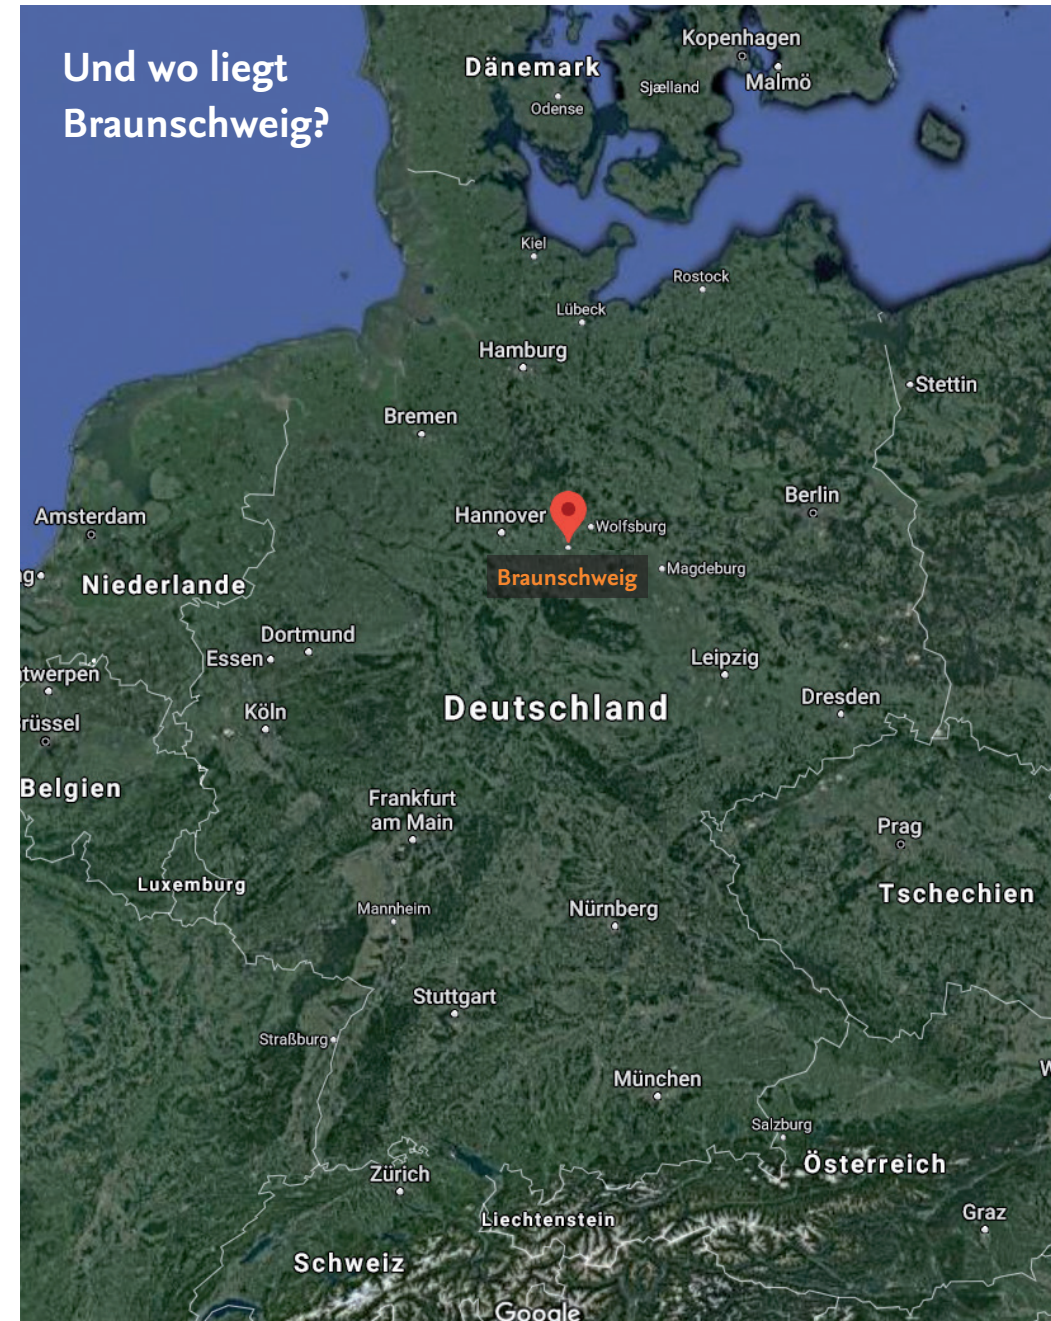 Und wo liegt
Braunschweig?
Kopenhagen
Dänemark
Sjælland
Malmö
Odense
Kiel
Rostock
Lübeck
Hamburg
Stettin
Bremen
Berlin
Hannover
Amsterdam
Wolfsburg
Magdeburg
Braunschweig
Niederlande
Dortmund
Essen
Leipzig
twerpen
Dresden
Köln
Deutschland
rüssel
Belgien
Frankfurt
am Main
Prag
Luxemburg
Tschechien
Mannheim
Nürnberg
Stuttgart
Straßburg
München
Salzburg
Österreich
Zürich
Graz
Liechtenstein
Schweiz
Google